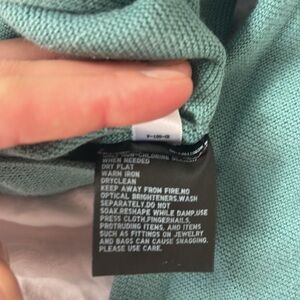 NON-CHLORINE
WHEN NEEDED
DRY FLAT
WARM IRON
DRYCLEAN
KEEP AWAY FROM FIRE.NO
OPTICAL BRIGHTENERS.WASH
SEPARATELY.DO NOT
SOAK.RESHAPE WHILE DAMP.USE
PRESS CLOTH.FINGERNAILS,
PROTRUDING ITEMS, AND ITEMS
SUCH AS FITTINGS ON JEWELRY
AND BAGS CAN CAUSE SNAGGING.
PLEASE USE CARE.